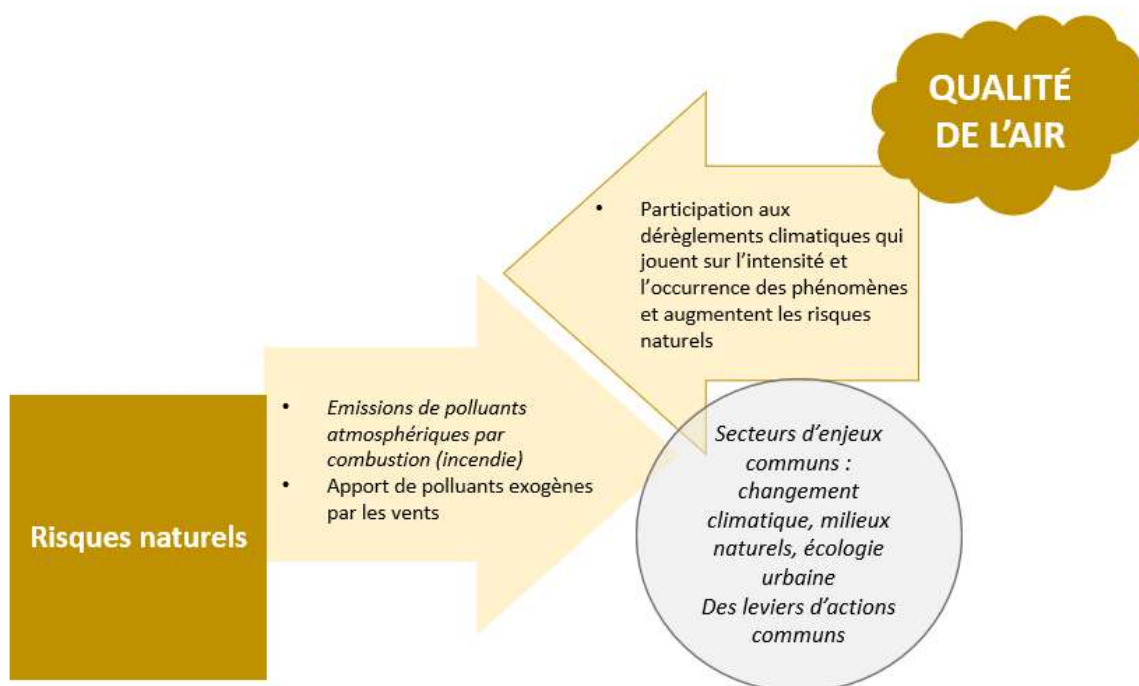 QUALITÉ
DE L'AIR
• Participation aux
dérèglements climatiques qui
jouent sur l'intensité et
l'occurrence des phénomènes
et augmentent les risques
naturels
• Emissions de polluants
atmosphériques par
combustion (incendie)
• Apport de polluants exogènes
par les vents
Risques naturels
Secteurs d'enjeux
communs :
changement
climatique, milieux
naturels, écologie
urbaine
Des leviers d'actions
communs